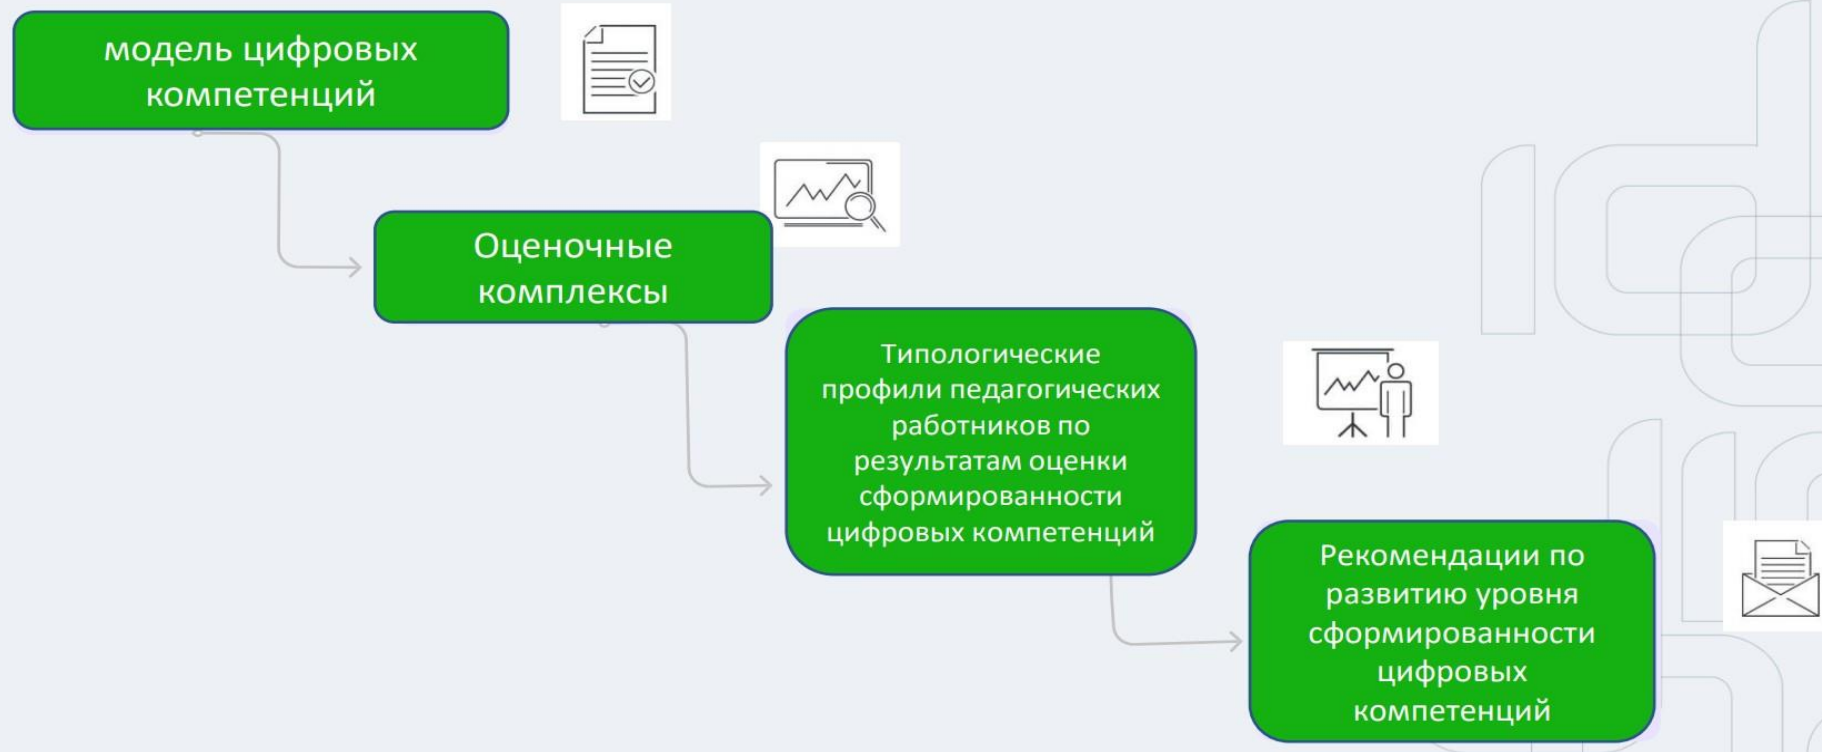 модель цифровых
компетенций
Оценочные
комплексы
Типологические
профили педагогических
работников по
результатам оценки
сформированности
цифровых компетенций
Рекомендации по
развитию уровня
сформированности
цифровых
компетенций